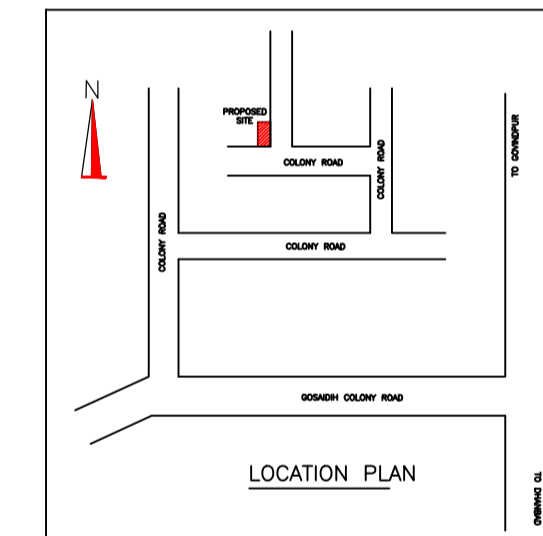 N
PROPOSED
SITE
COLONY ROAD
COLONY ROAD
TO GOVINDPUR
COLONY ROAD
COLONY ROAD
GOSAIDIH COLONY ROAD
LOCATION PLAN
TO DHANBAD